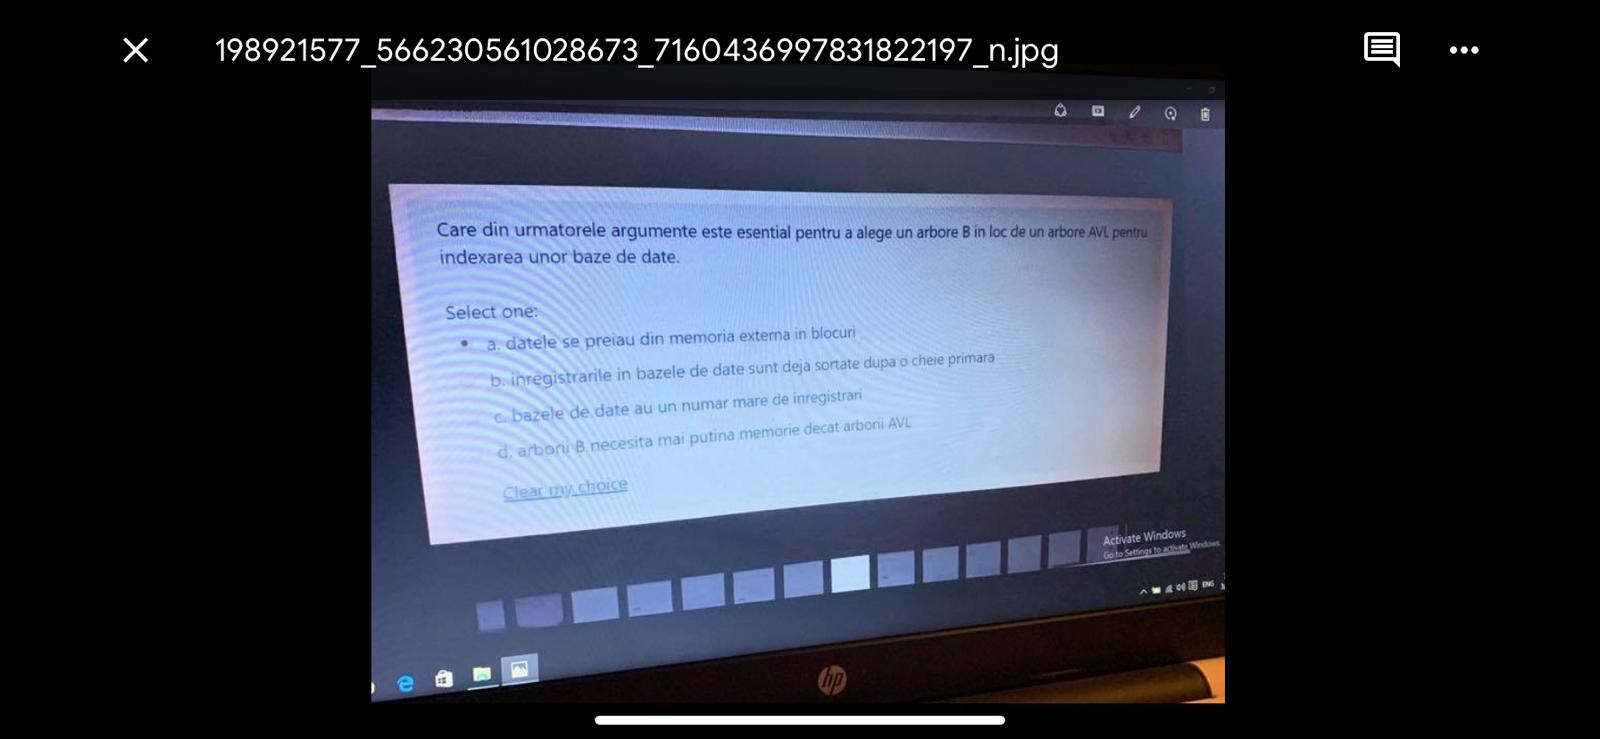 198921577_566230561028673_7160436997831822197_n.jpg
Care din urmatorele argumente este esential pentru a alege un arbore B in loc de un arbore AVL pentru
indexarea unor baze de date.
Select one:
a. datele se preiau din memoria externa in blocuri
b. inregistrarile in bazele de date sunt deja sortate dupa o cheie primara
c. bazele de date au un numar mare de inregistrari
d. arborii B necesita mai putina memorie decat arborii AVL
Clear my choice
Activate Windows
Go to Settings to activate Windows.
ENG
hp